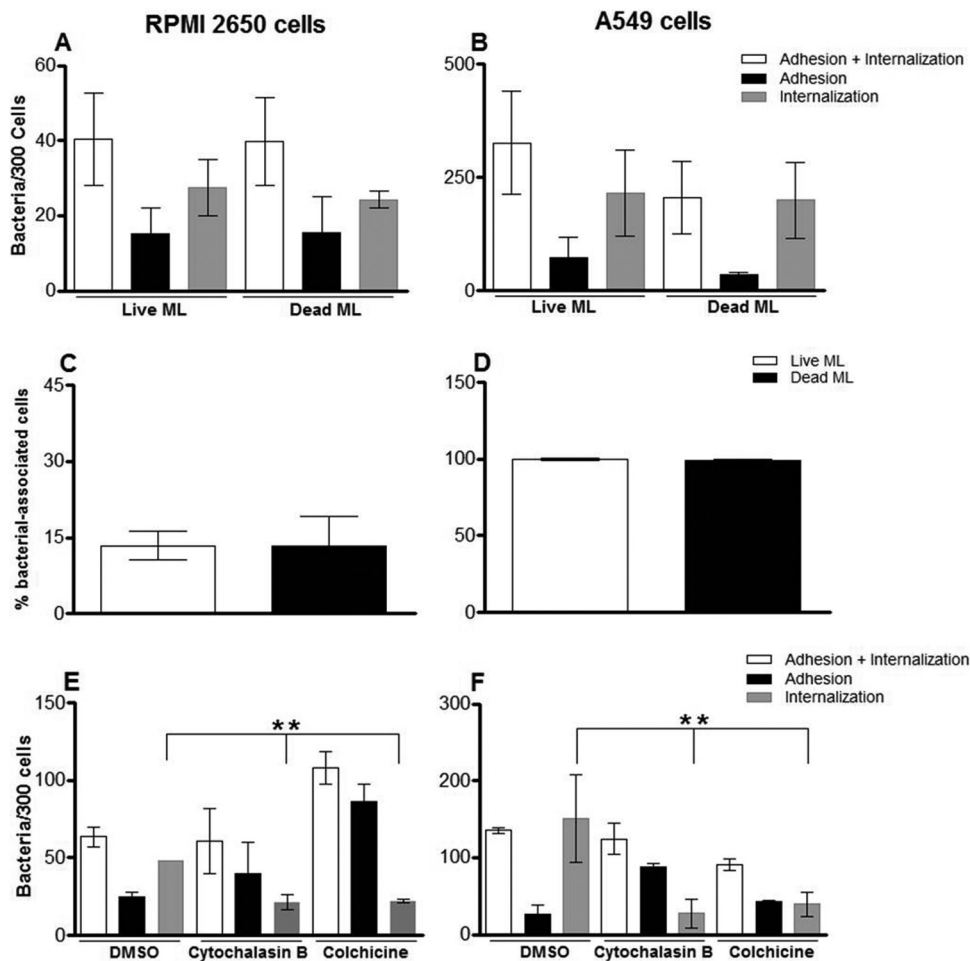 RPMI 2650 cells
A549 cells
A
B
Adhesion + Internalization
Adhesion
Internalization
Bacteria/300 Cells
60
40
20
0
500
250
0
Live ML
Dead ML
Live ML
Dead ML
C
D
Live ML
Dead ML
% bacterial-associated cells
45
30
15
0
150
100
50
0
E
F
Adhesion + Internalization
Adhesion
Internalization
Bacteria/300 cells
150
100
50
0
**
300
200
100
0
**
DMSO
Cytochalasin B
Colchicine
DMSO
Cytochalasin B
Colchicine